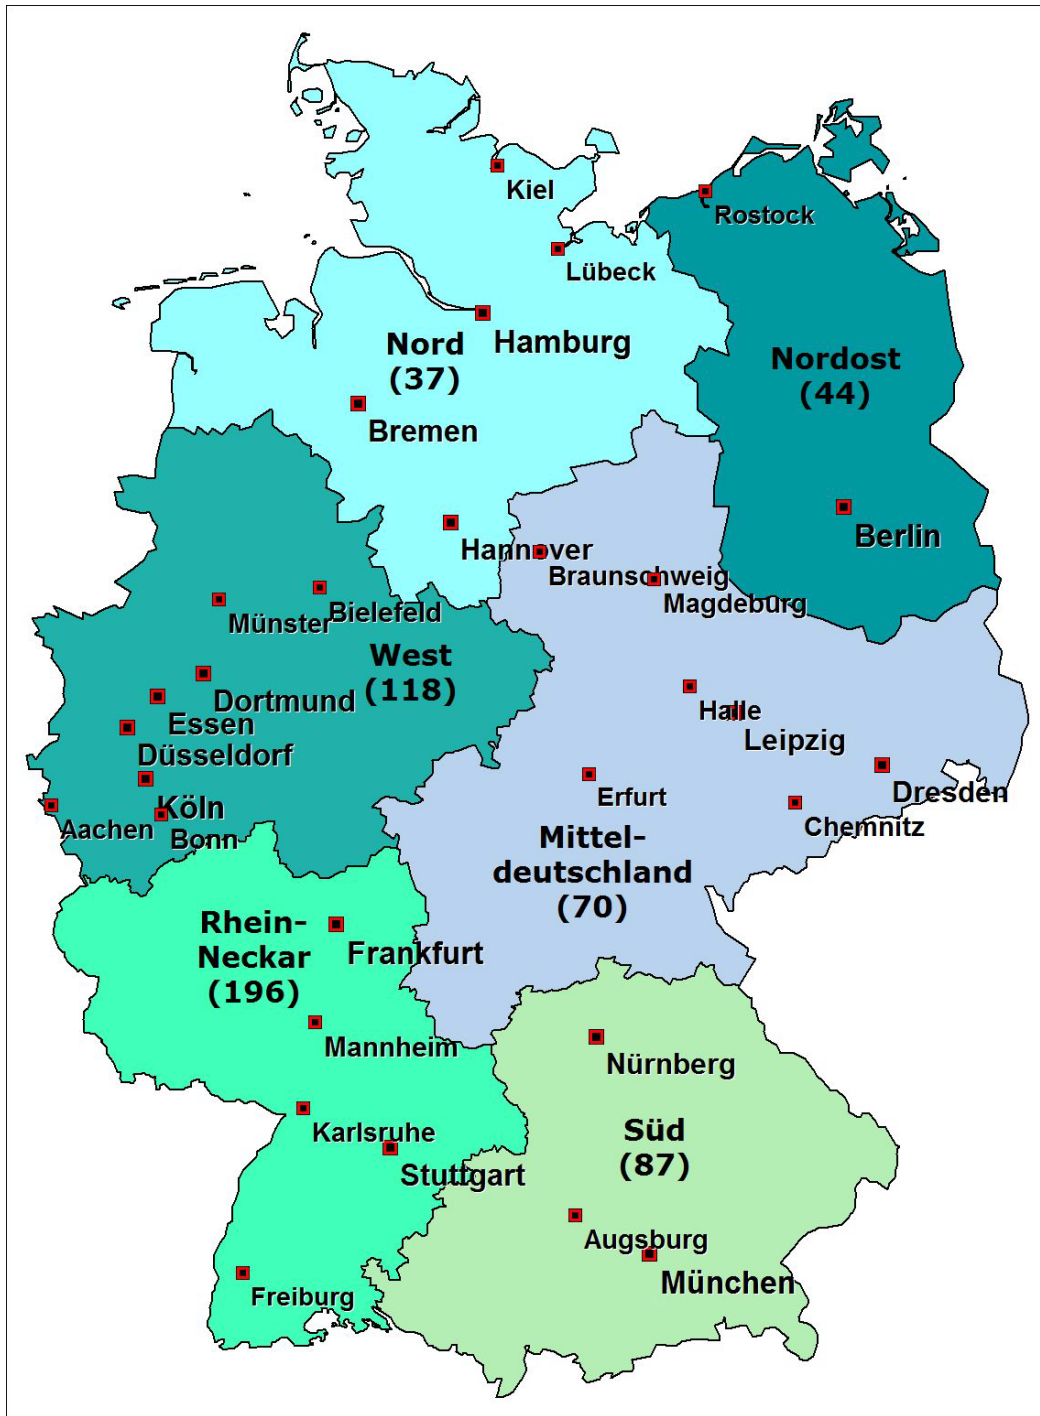 Kiel
Rostock
Lübeck
Hamburg
Nord
(37)
Nordost
(44)
Bremen
Berlin
Hannover
Braunschweig
Magdeburg
Bielefeld
Münster
West
(118)
Dortmund
Halle
Essen
Leipzig
Düsseldorf
Köln
Erfurt
Dresden
Aachen
Bonn
Chemnitz
Mittel-
deutschland
(70)
Rhein-
Neckar
(196)
Frankfurt
Mannheim
Nürnberg
Karlsruhe
Süd
(87)
Stuttgart
Augsburg
München
Freiburg